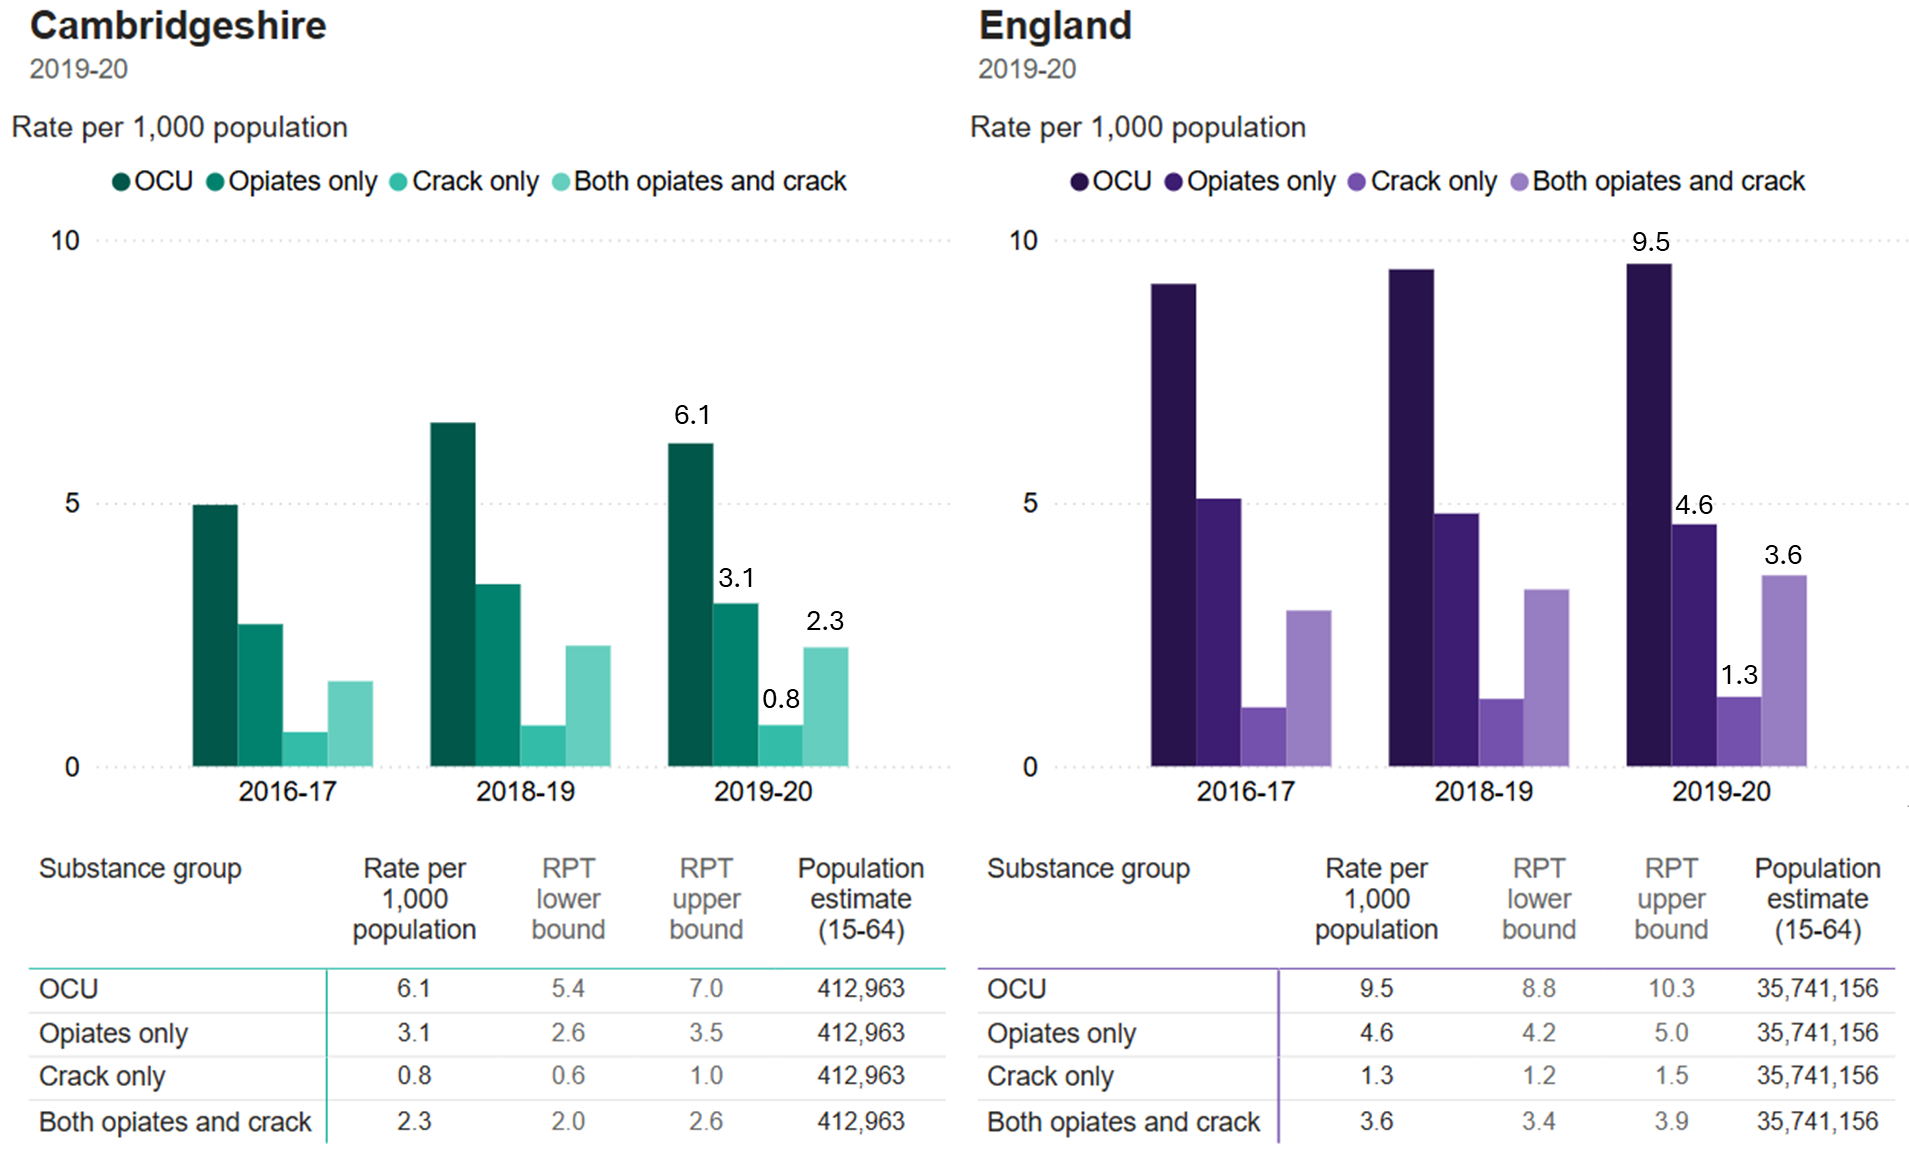 Cambridgeshire
2019-20
Rate per 1,000 population
OCU Opiates only Crack only Both opiates and crack
10
5
0
6.1
3.1
0.8
2.3
2016-17 2018-19 2019-20
Substance group Rate per 1,000 population RPT lower bound RPT upper bound Population estimate (15-64)
OCU 6.1 5.4 7.0 412,963
Opiates only 3.1 2.6 3.5 412,963
Crack only 0.8 0.6 1.0 412,963
Both opiates and crack 2.3 2.0 2.6 412,963
England
2019-20
Rate per 1,000 population
OCU Opiates only Crack only Both opiates and crack
10
5
0
9.5
4.6
1.3
3.6
2016-17 2018-19 2019-20
Substance group Rate per 1,000 population RPT lower bound RPT upper bound Population estimate (15-64)
OCU 9.5 8.8 10.3 35,741,156
Opiates only 4.6 4.2 5.0 35,741,156
Crack only 1.3 1.2 1.5 35,741,156
Both opiates and crack 3.6 3.4 3.9 35,741,156